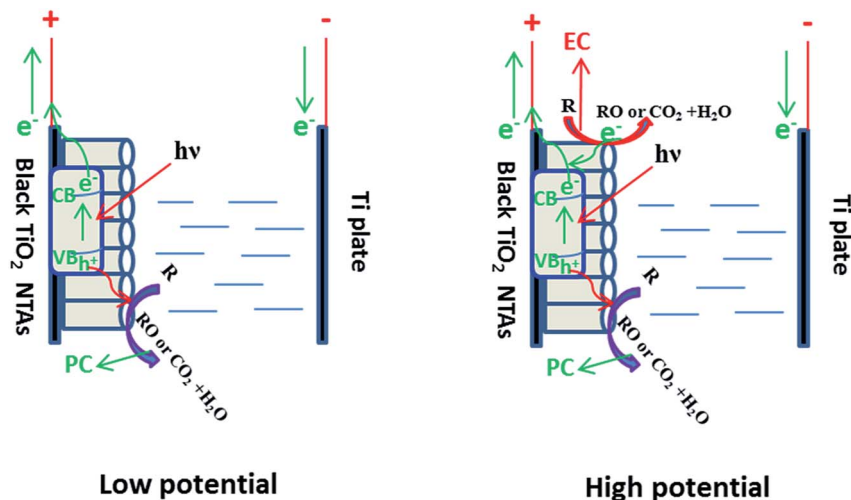 +
-
e⁻
e⁻
Black TiO₂ NTAs
hν
CB
e⁻
VB
h⁺
R
RO or CO₂ +H₂O
PC
Ti plate
Low potential
+
-
EC
R
RO or CO₂ +H₂O
e⁻
e⁻
e⁻
Black TiO₂ NTAs
hν
CB
e⁻
VB
h⁺
R
RO or CO₂ +H₂O
PC
Ti plate
High potential